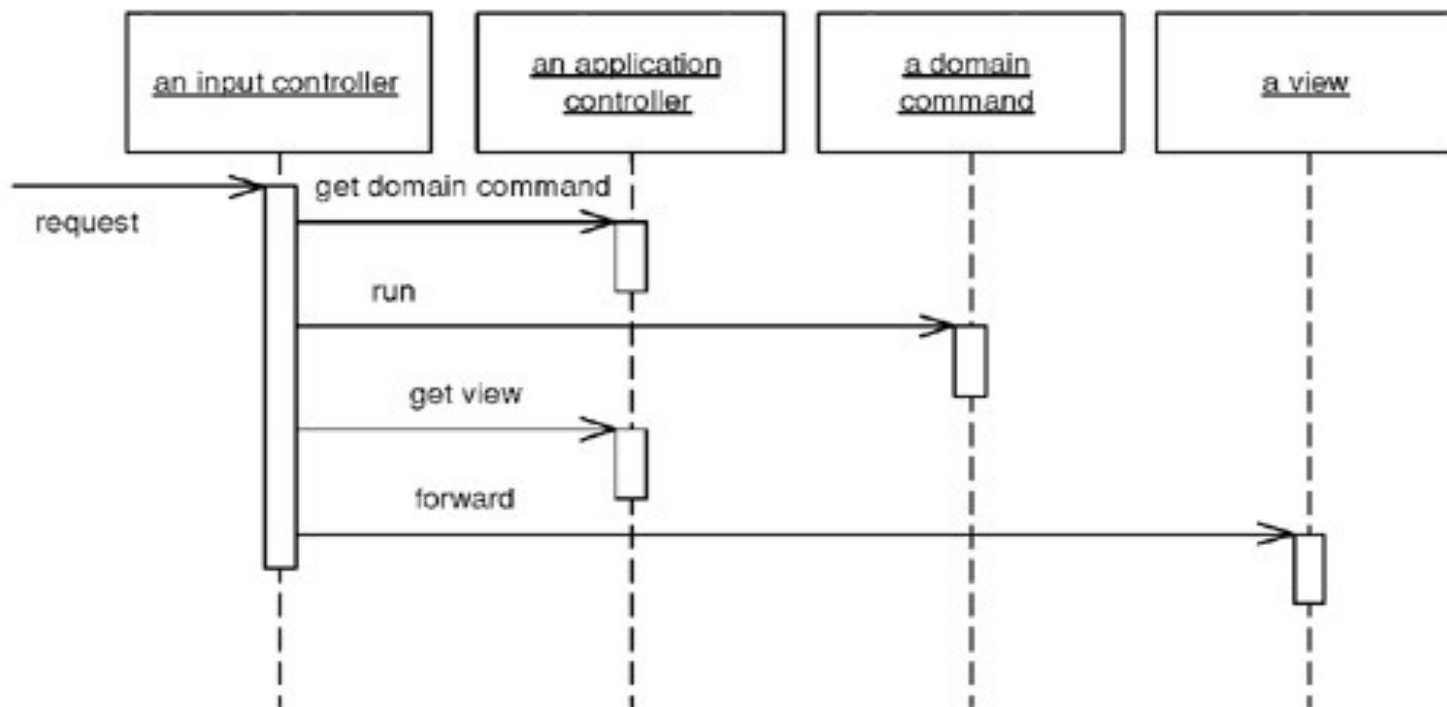 an input controller
an application
controller
a domain
command
a view
get domain command
request
run
get view
forward